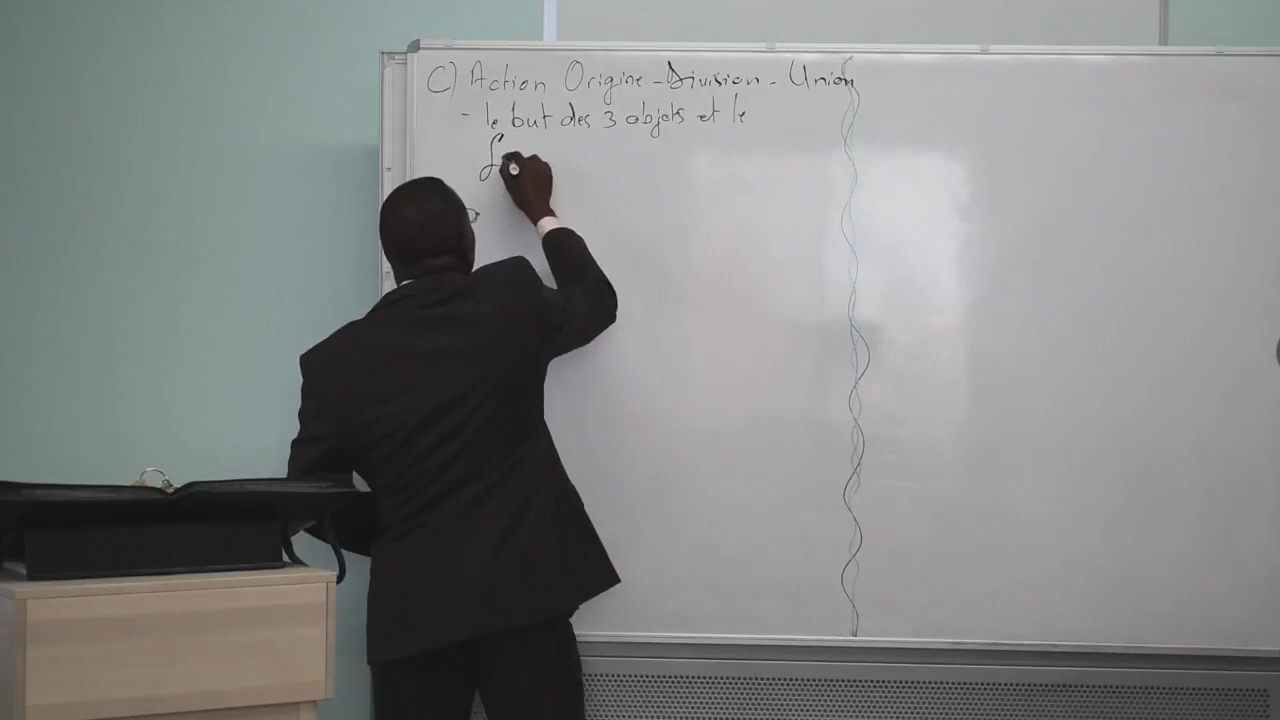 C) Action Origine - Division - Union
- le but des 3 objets et le